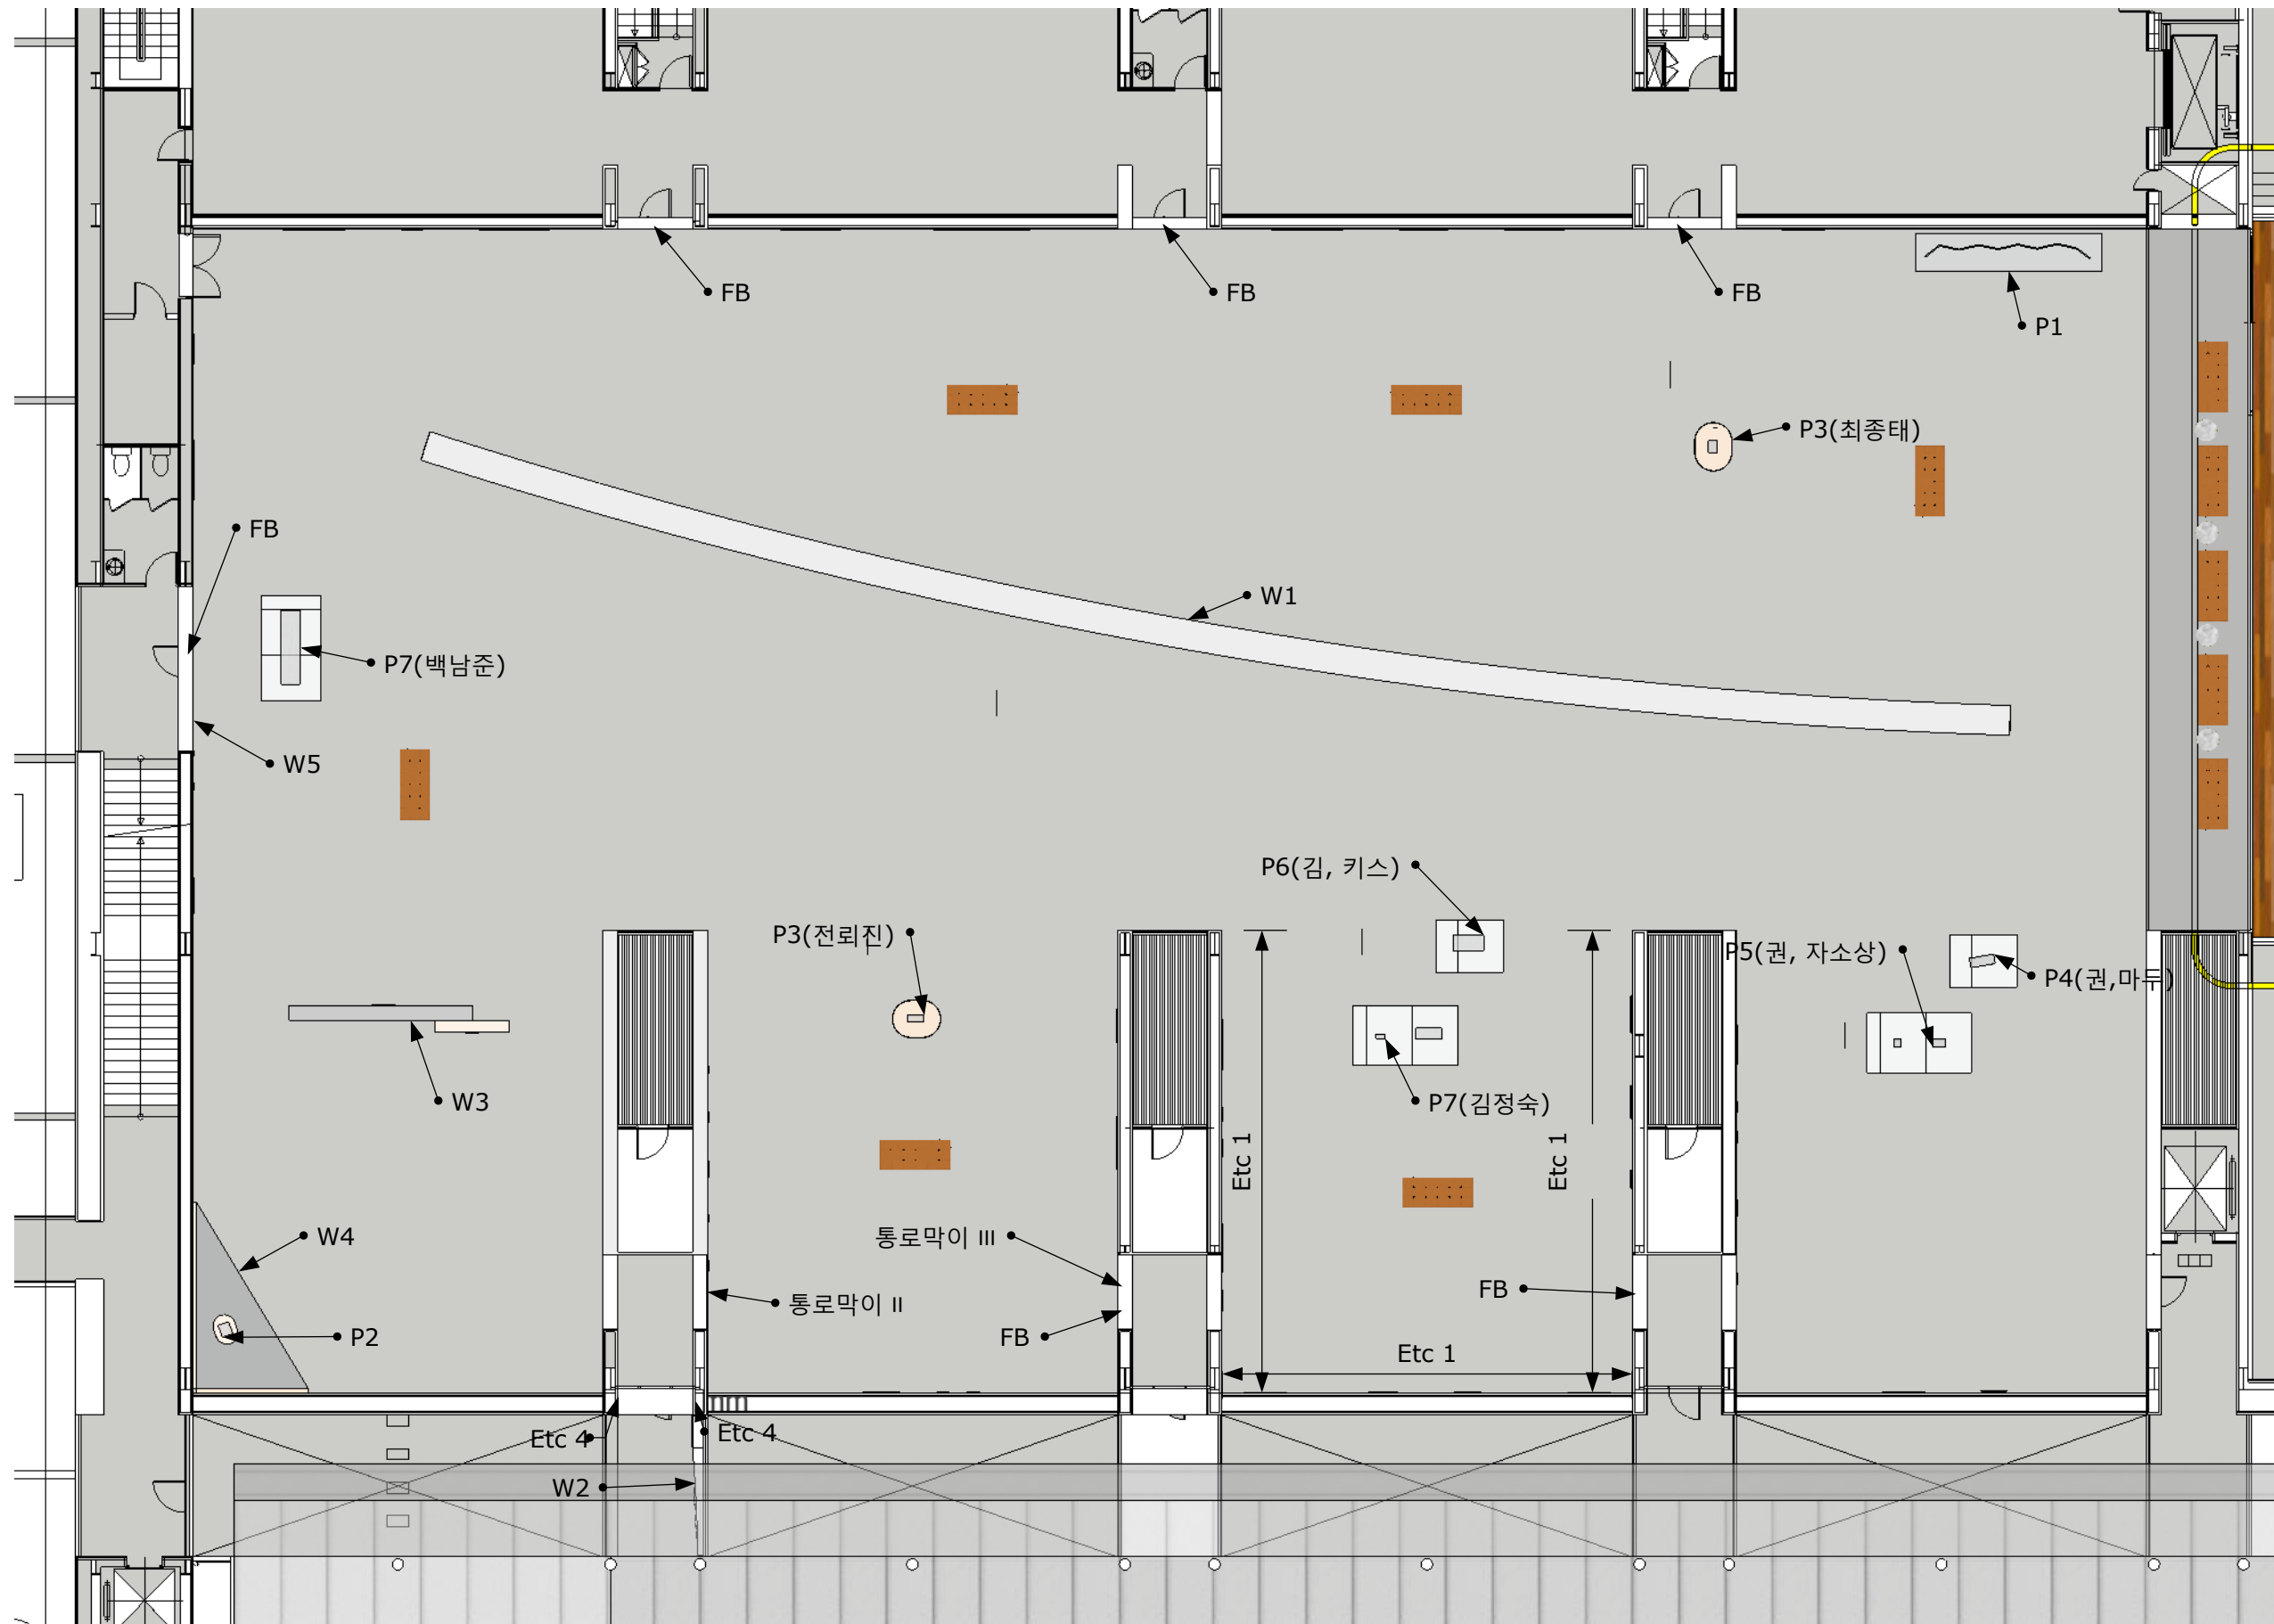 FB
FB
FB
P1
P3(최종태)
FB
W1
P7(백남준)
W5
P6(김, 키스)
P3(전뢰진)
P5(권, 자소상)
P4(권,마두)
W3
P7(김정숙)
Etc 1
Etc 1
W4
통로막이 III
통로막이 II
FB
P2
FB
Etc 1
Etc 4
Etc 4
W2